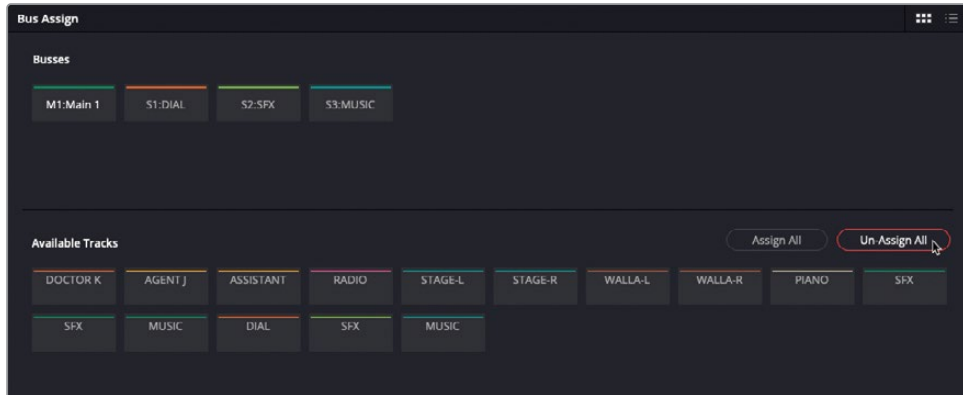 Bus Assign
Busses
M1:Main 1 S1:DIAL S2:SFX S3:MUSIC
Available Tracks Assign All Un-Assign All
DOCTOR K AGENT J ASSISTANT RADIO STAGE-L STAGE-R WALLA-L WALLA-R PIANO SFX
SFX MUSIC DIAL SFX MUSIC